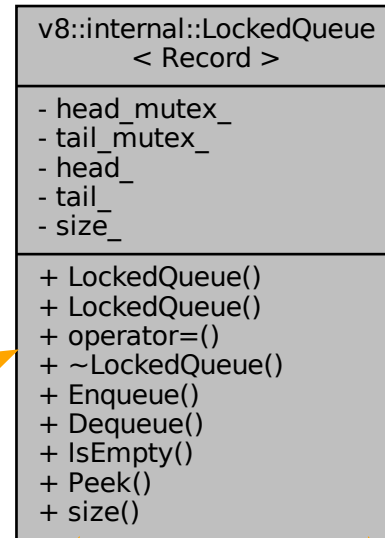 v8::internal::LockedQueue
< Record >
- head_mutex_
- tail_mutex_
- head_
- tail_
- size_
+ LockedQueue()
+ LockedQueue()
+ operator=()
+ ~LockedQueue()
+ Enqueue()
+ Dequeue()
+ IsEmpty()
+ Peek()
+ size()